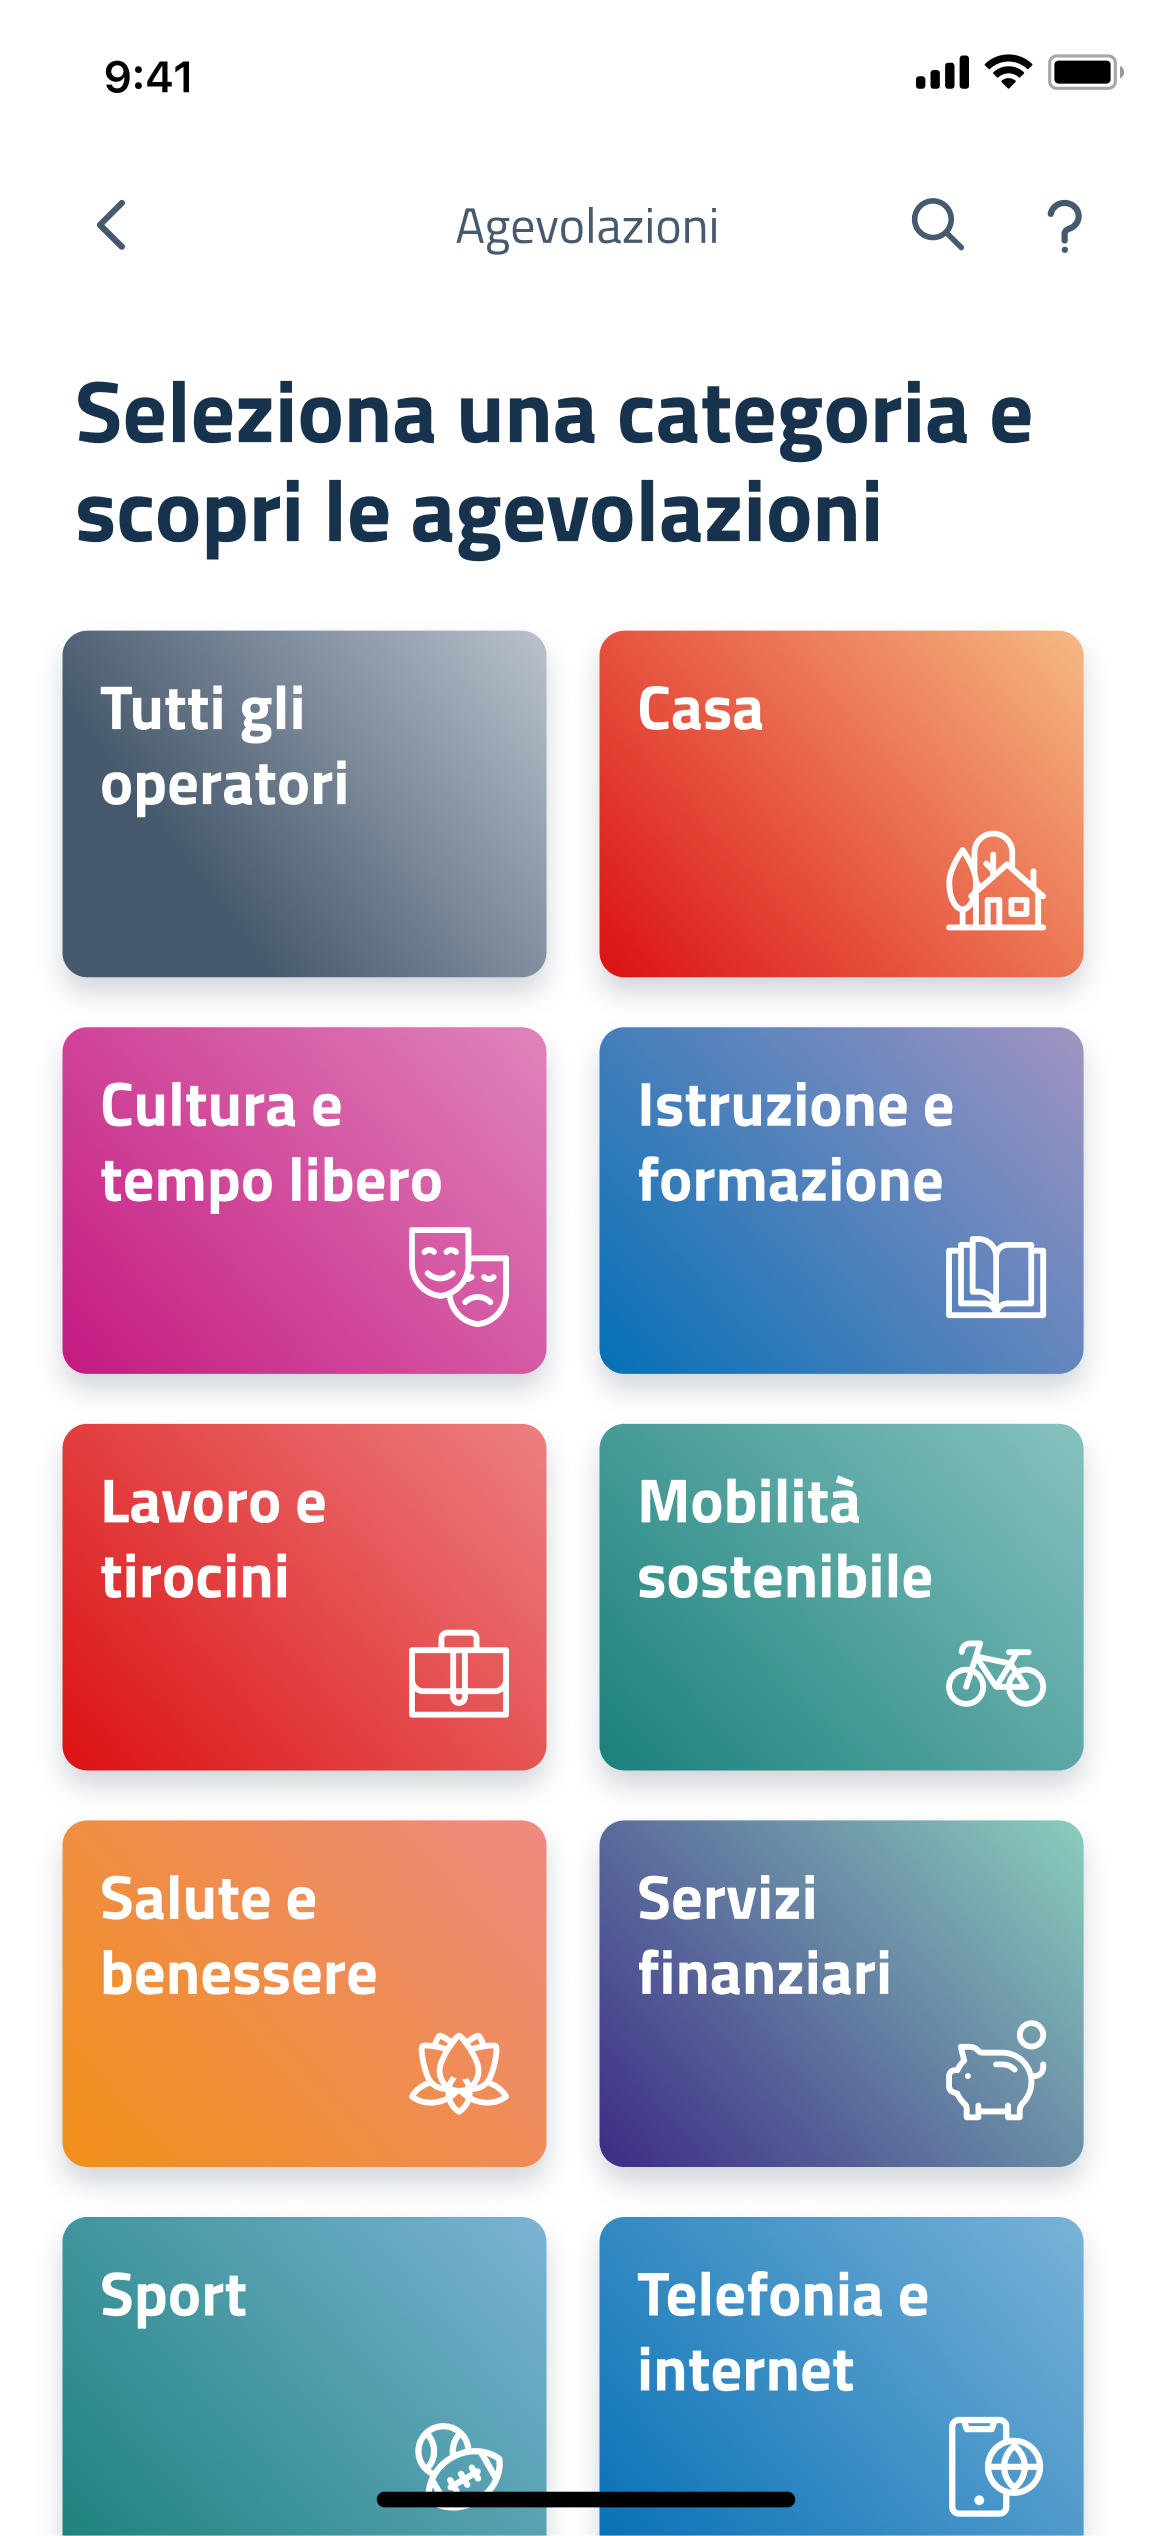 9:41
Agevolazioni
Seleziona una categoria e
scopri le agevolazioni
Tutti gli
operatori
Casa
Cultura e
tempo libero
Istruzione e
formazione
Lavoro e
tirocini
Mobilità
sostenibile
Salute e
benessere
Servizi
finanziari
Sport
Telefonia e
internet